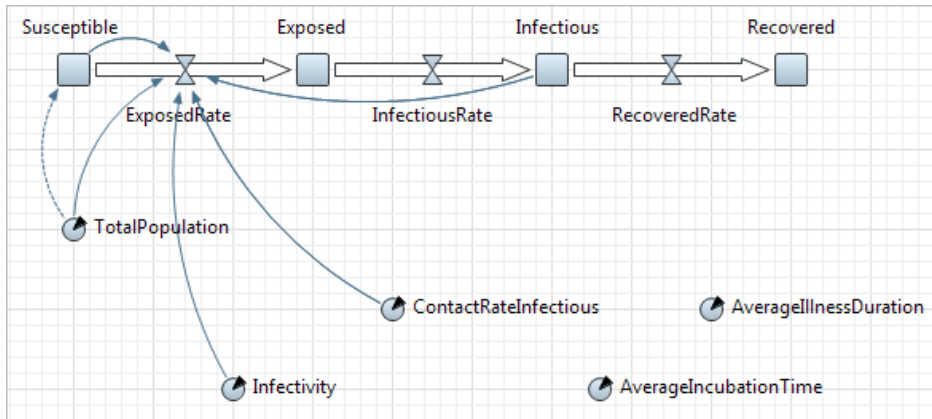 Susceptible
Exposed
Infectious
Recovered
ExposedRate
InfectiousRate
RecoveredRate
TotalPopulation
ContactRateInfectious
AverageIllnessDuration
Infectivity
AverageIncubationTime